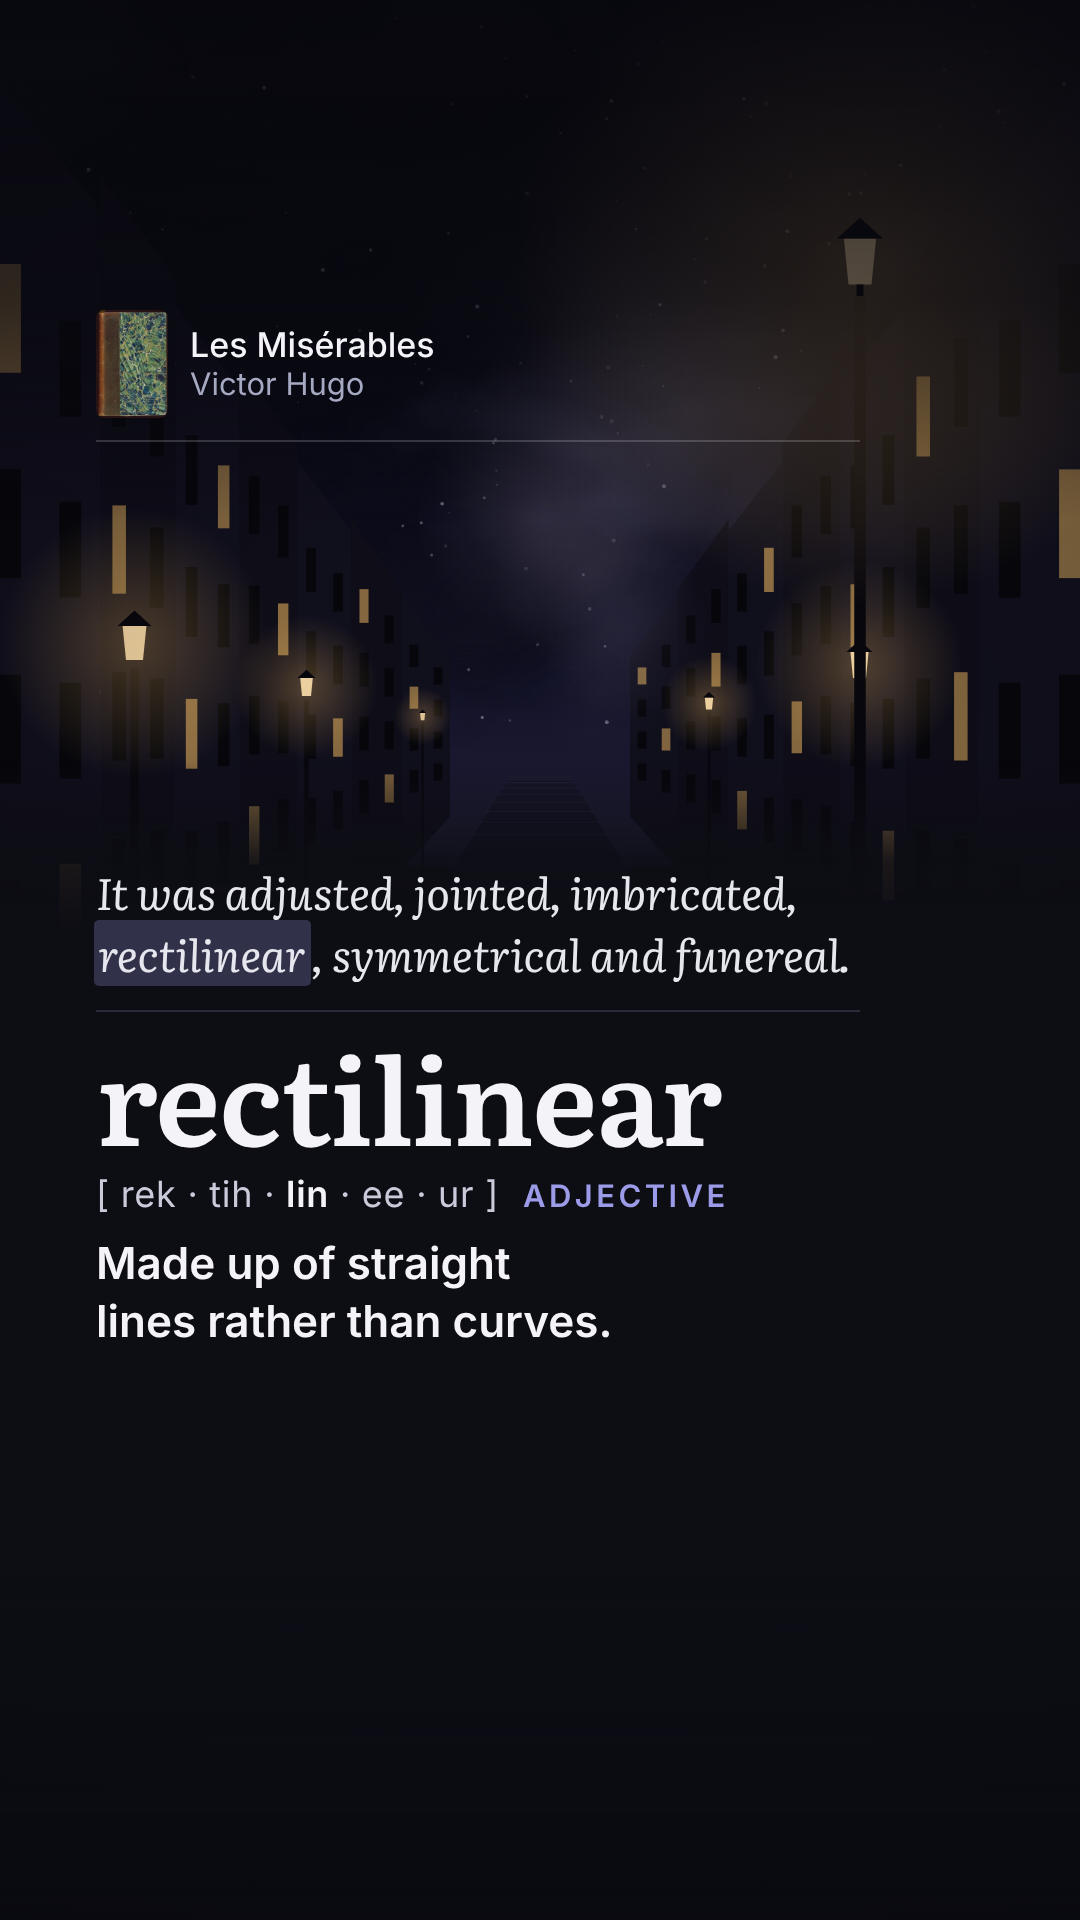 Les Misérables
Victor Hugo
It was adjusted, jointed, imbricated,
rectilinear, symmetrical and funereal.
rectilinear
[ rek · tih · lin · ee · ur ] ADJECTIVE
Made up of straight
lines rather than curves.